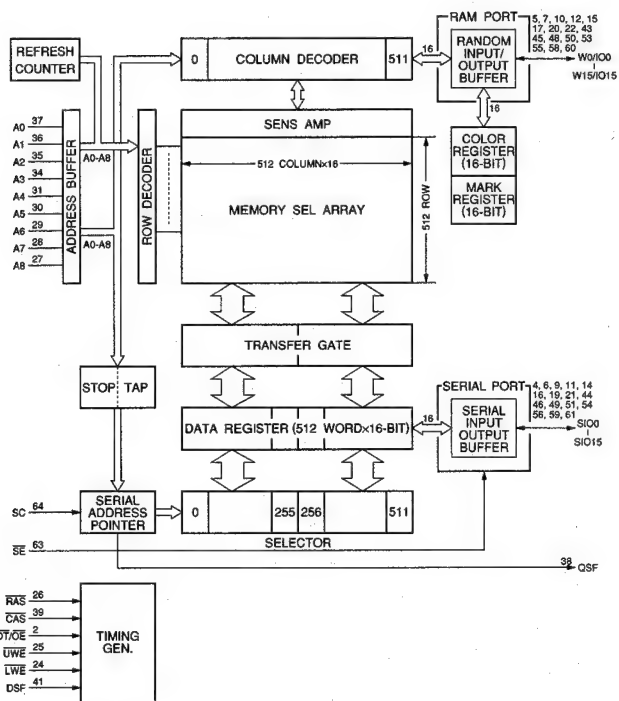 REFRESH
COUNTER
0
COLUMN DECODER
511
16
RAM PORT
RANDOM
INPUT/
OUTPUT
BUFFER
5, 7, 10, 12, 15
17, 20, 22, 43
45, 48, 50, 53
55, 58, 60
W0/IO0
W15/IO15
16
COLOR
REGISTER
(16-BIT)
MARK
REGISTER
(16-BIT)
SENS AMP
512 COLUMN×16
MEMORY SEL ARRAY
512 ROW
A0 37
A1 36
A2 35
A3 34
A4 31
A5 30
A6 29
A7 28
A8 27
ADDRESS BUFFER
A0-A8
A0-A8
ROW DECODER
TRANSFER GATE
STOP TAP
DATA REGISTER (512 WORD×16-BIT)
16
SERIAL PORT
SERIAL
INPUT
OUTPUT
BUFFER
4, 6, 9, 11, 14
16, 19, 21, 44
46, 49, 51, 54
56, 59, 61
SIO0
SIO15
SC 64
SERIAL
ADDRESS
POINTER
0
255
256
511
SELECTOR
SE 63
38
QSF
RAS 26
CAS 39
DT/OE 2
UWE 25
LWE 24
DSF 41
TIMING
GEN.